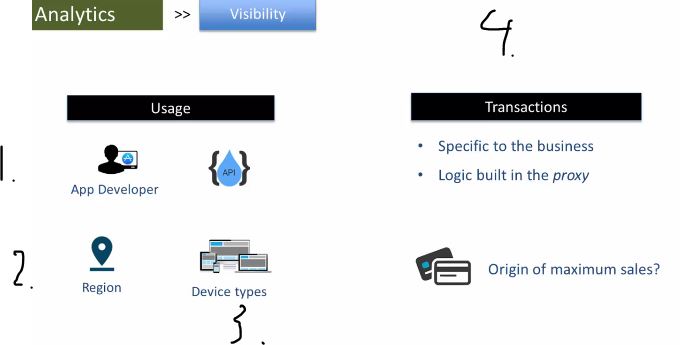 Analytics >> Visibility
4.
Usage
Transactions
1.
App Developer
{API}
• Specific to the business
• Logic built in the proxy
2.
Region
Device types
Origin of maximum sales?
3.